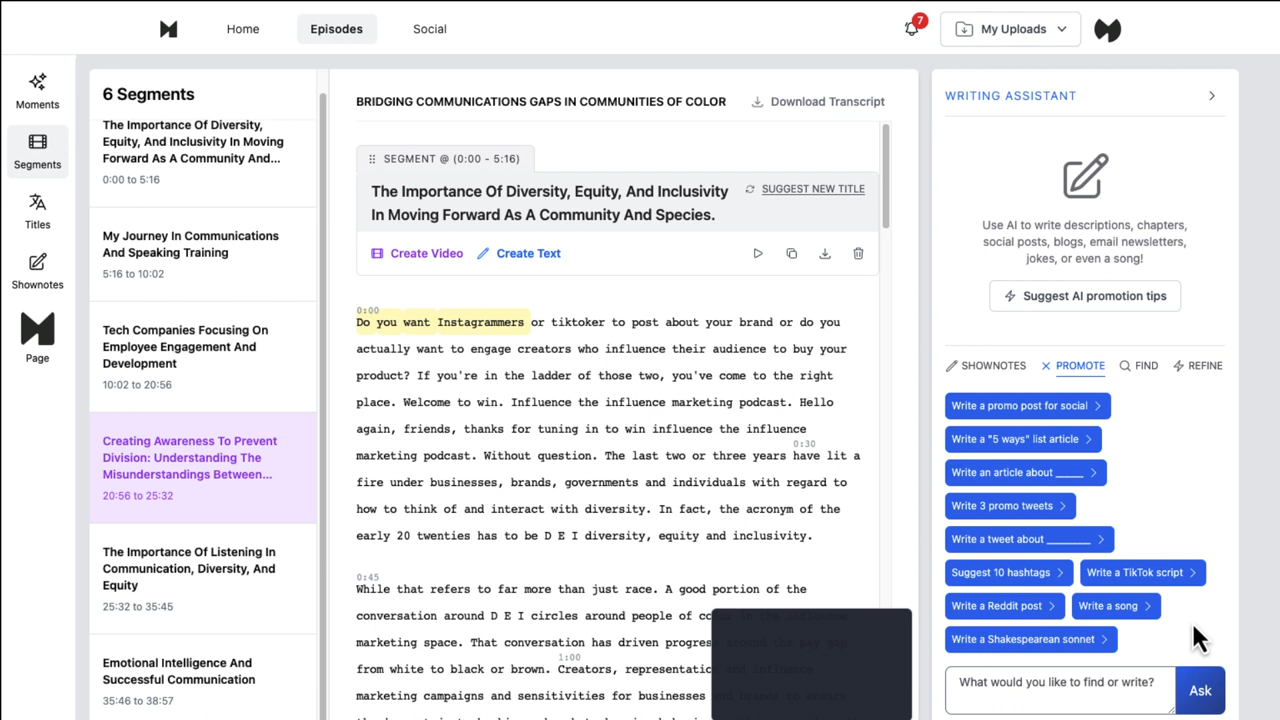 Home
Episodes
Social
7
My Uploads
Moments
Segments
Titles
Shownotes
Page
6 Segments
The Importance Of Diversity,
Equity, And Inclusivity In Moving
Forward As A Community And...
0:00 to 5:16
My Journey In Communications
And Speaking Training
5:16 to 10:02
Tech Companies Focusing On
Employee Engagement And
Development
10:02 to 20:56
Creating Awareness To Prevent
Division: Understanding The
Misunderstandings Between...
20:56 to 25:32
The Importance Of Listening In
Communication, Diversity, And
Equity
25:32 to 35:45
Emotional Intelligence And
Successful Communication
35:46 to 38:57
BRIDGING COMMUNICATIONS GAPS IN COMMUNITIES OF COLOR
Download Transcript
SEGMENT @ (0:00 - 5:16)
The Importance Of Diversity, Equity, And Inclusivity
In Moving Forward As A Community And Species.
SUGGEST NEW TITLE
Create Video
Create Text
0:00
Do you want Instagrammers or tiktoker to post about your brand or do you
actually want to engage creators who influence their audience to buy your
product? If you're in the ladder of those two, you've come to the right
place. Welcome to win. Influence the influence marketing podcast. Hello
again, friends, thanks for tuning in to win influence the influence
0:30
marketing podcast. Without question. The last two or three years have lit a
fire under businesses, brands, governments and individuals with regard to
how to think of and interact with diversity. In fact, the acronym of the
early 20 twenties has to be D E I diversity, equity and inclusivity.
0:45
While that refers to far more than just race. A good portion of the
conversation around D E I circles around people of color in the influence
marketing space. That conversation has driven progress around the pay gap
1:00
from white to black or brown. Creators, representation and influence
marketing campaigns and sensitivities for businesses and brands to ensure
WRITING ASSISTANT
Use AI to write descriptions, chapters,
social posts, blogs, email newsletters,
jokes, or even a song!
Suggest AI promotion tips
SHOWNOTES
PROMOTE
FIND
REFINE
Write a promo post for social
Write a "5 ways" list article
Write an article about _____
Write 3 promo tweets
Write a tweet about ________
Suggest 10 hashtags
Write a TikTok script
Write a Reddit post
Write a song
Write a Shakespearean sonnet
What would you like to find or write?
Ask